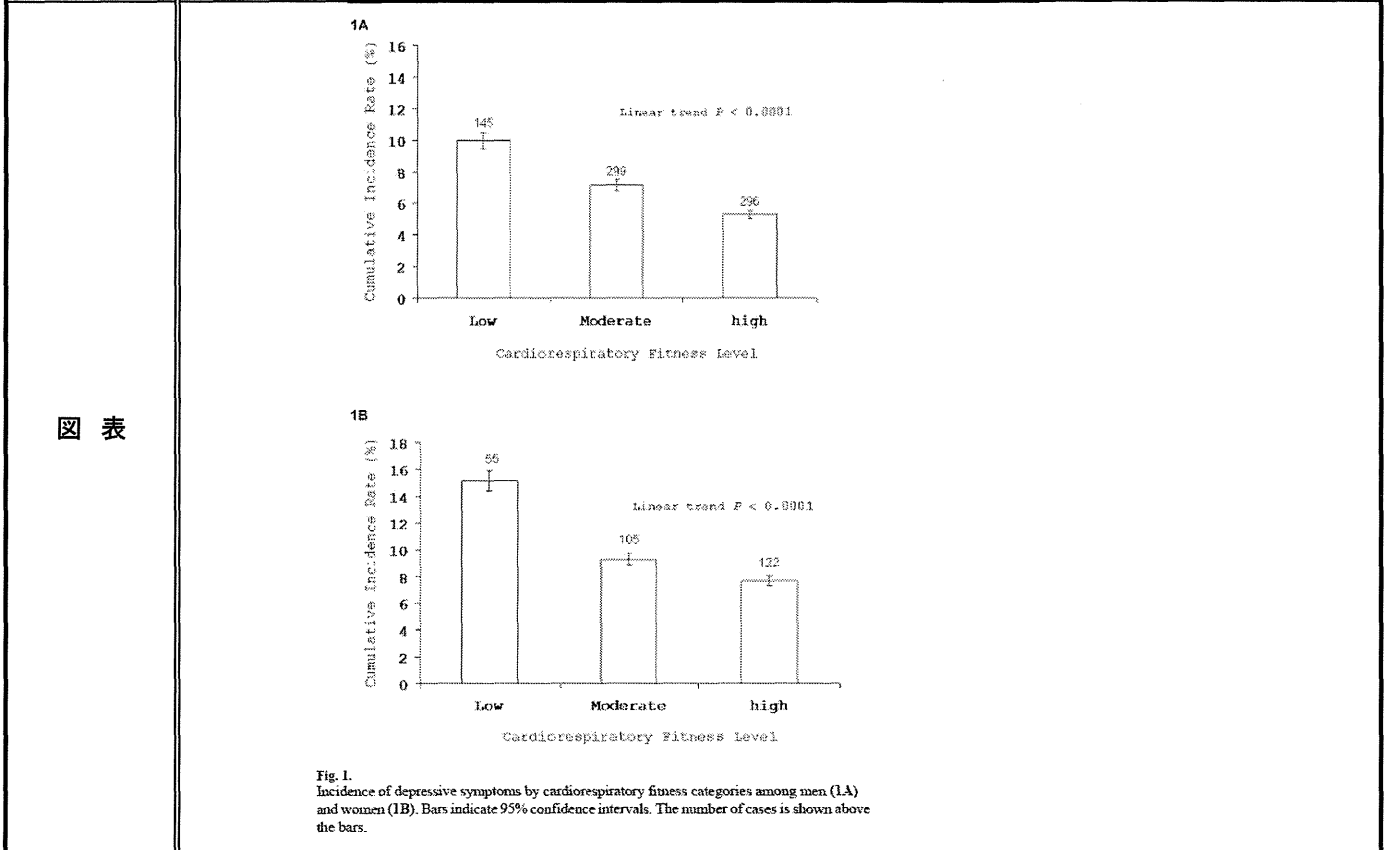 図 表
1A
Cumulative Incidence Rate (%)
16
14
12
10
8
6
4
2
0
Linear trend P < 0.0001
145
299
296
Low Moderate high
Cardiorespiratory Fitness Level
1B
Cumulative Incidence Rate (%)
18
16
14
12
10
8
6
4
2
0
Linear trend P < 0.0001
55
105
122
Low Moderate high
Cardiorespiratory Fitness Level
Fig. 1.
Incidence of depressive symptoms by cardiorespiratory fitness categories among men (1A)
and women (1B). Bars indicate 95% confidence intervals. The number of cases is shown above
the bars.